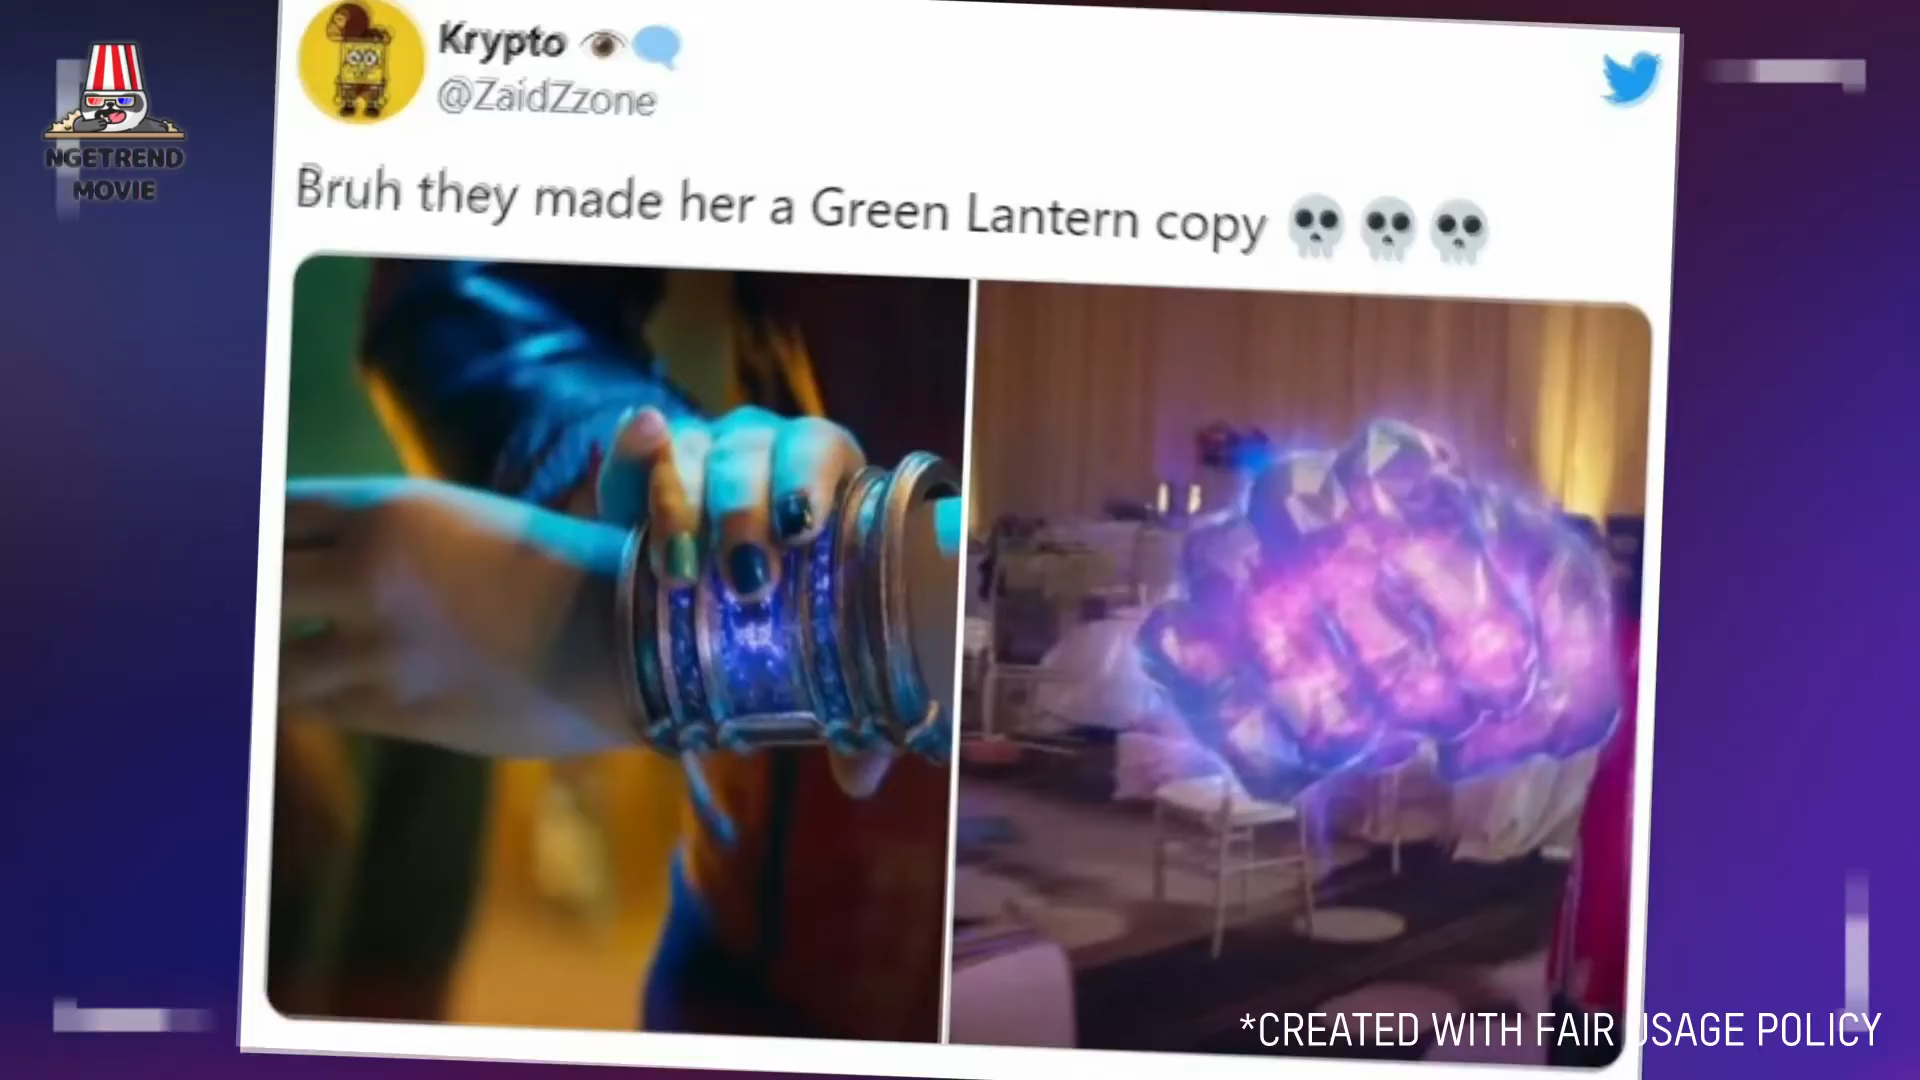 Krypto
@ZaidZzone
NGETREND
MOVIE
Bruh they made her a Green Lantern copy 💀💀💀
*CREATED WITH FAIR USAGE POLICY